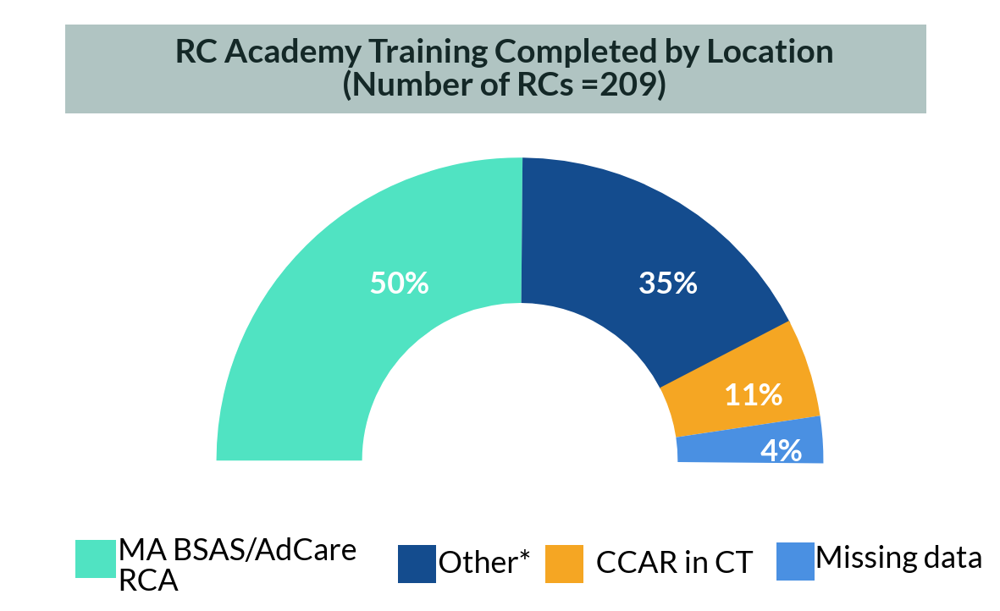 RC Academy Training Completed by Location
(Number of RCs =209)
50%
35%
11%
4%
MA BSAS/AdCare
RCA
Other*
CCAR in CT
Missing data